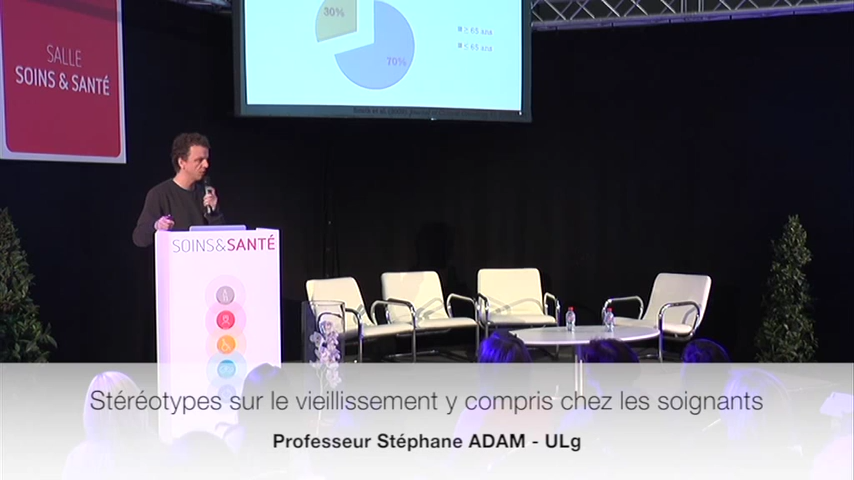 30%
70%
≥ 65 ans
≤ 65 ans
SALLE
SOINS & SANTÉ
SOINS&SANTÉ
Stéréotypes sur le vieillissement y compris chez les soignants
Professeur Stéphane ADAM - ULg